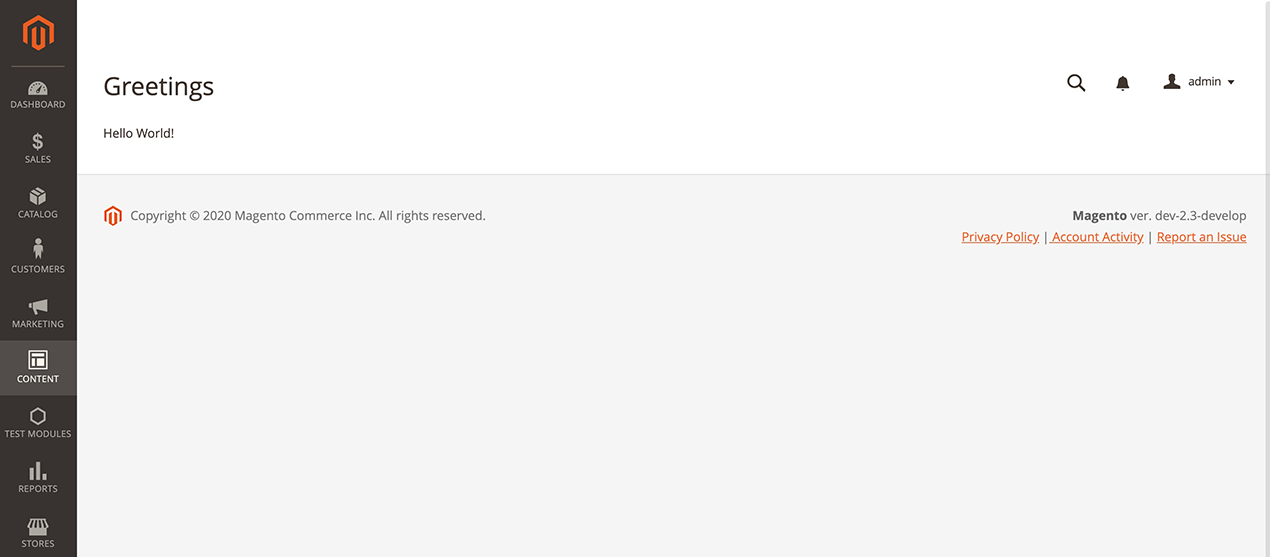 DASHBOARD
SALES
CATALOG
CUSTOMERS
MARKETING
CONTENT
TEST MODULES
REPORTS
STORES
Greetings
admin
Hello World!
Copyright © 2020 Magento Commerce Inc. All rights reserved.
Magento ver. dev-2.3-develop
Privacy Policy | Account Activity | Report an Issue